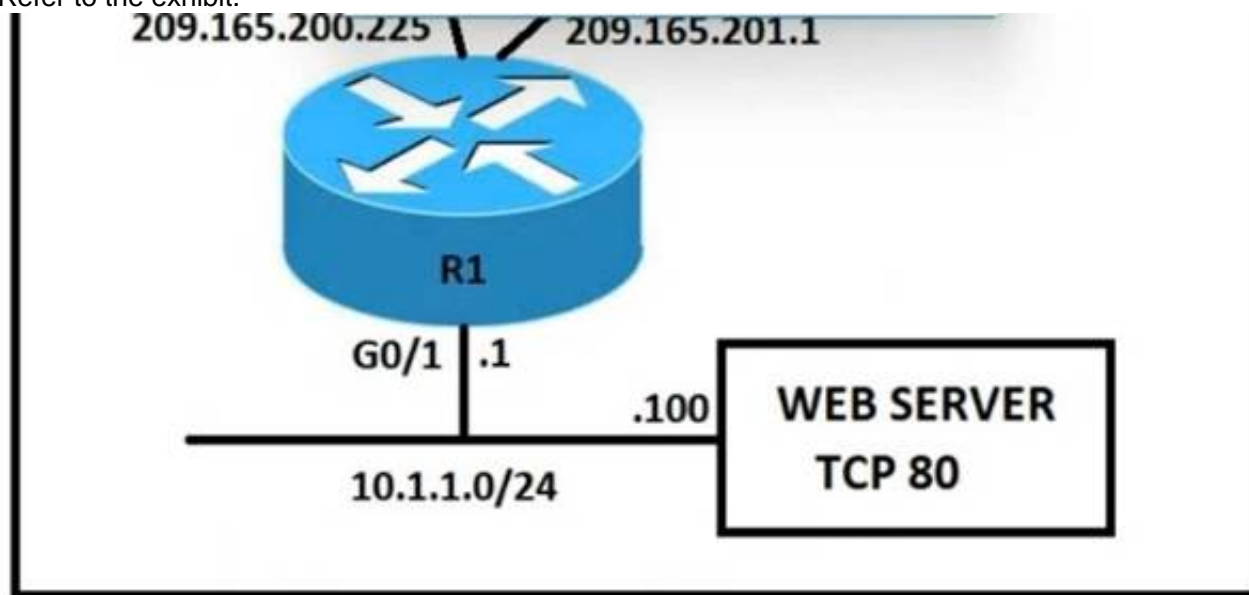 Refer to the exhibit.
209.165.200.225
209.165.201.1
R1
G0/1 .1
.100
WEB SERVER
TCP 80
10.1.1.0/24